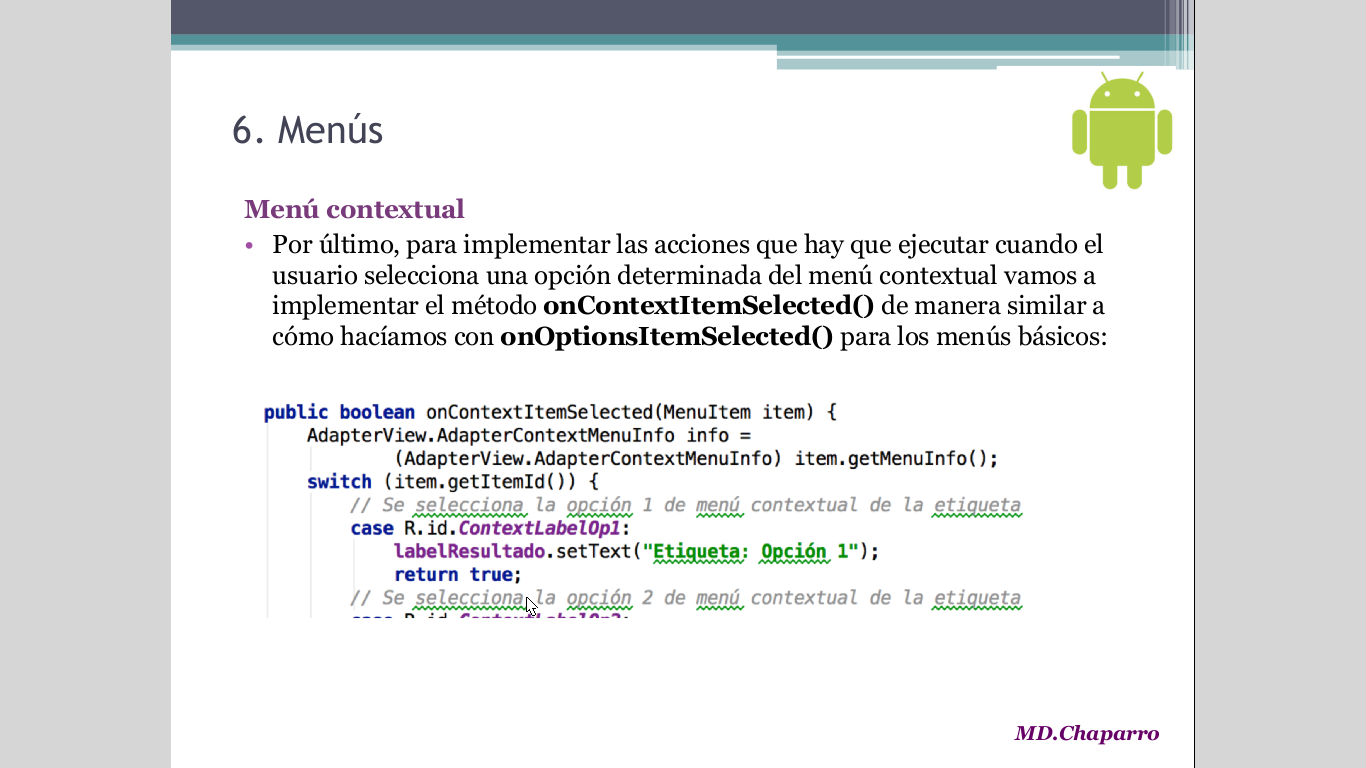 6. Menús
Menú contextual
• Por último, para implementar las acciones que hay que ejecutar cuando el
usuario selecciona una opción determinada del menú contextual vamos a
implementar el método onContextItemSelected() de manera similar a
cómo hacíamos con onOptionsItemSelected() para los menús básicos:
public boolean onContextItemSelected(MenuItem item) {
AdapterView.AdapterContextMenuInfo info =
(AdapterView.AdapterContextMenuInfo) item.getMenuInfo();
switch (item.getItemId()) {
// Se selecciona la opción 1 de menú contextual de la etiqueta
case R.id.ContextLabelOp1:
labelResultado.setText("Etiqueta: Opción 1");
return true;
// Se selecciona la opción 2 de menú contextual de la etiqueta
case R.id.ContextLabelOp2:
MD.Chaparro